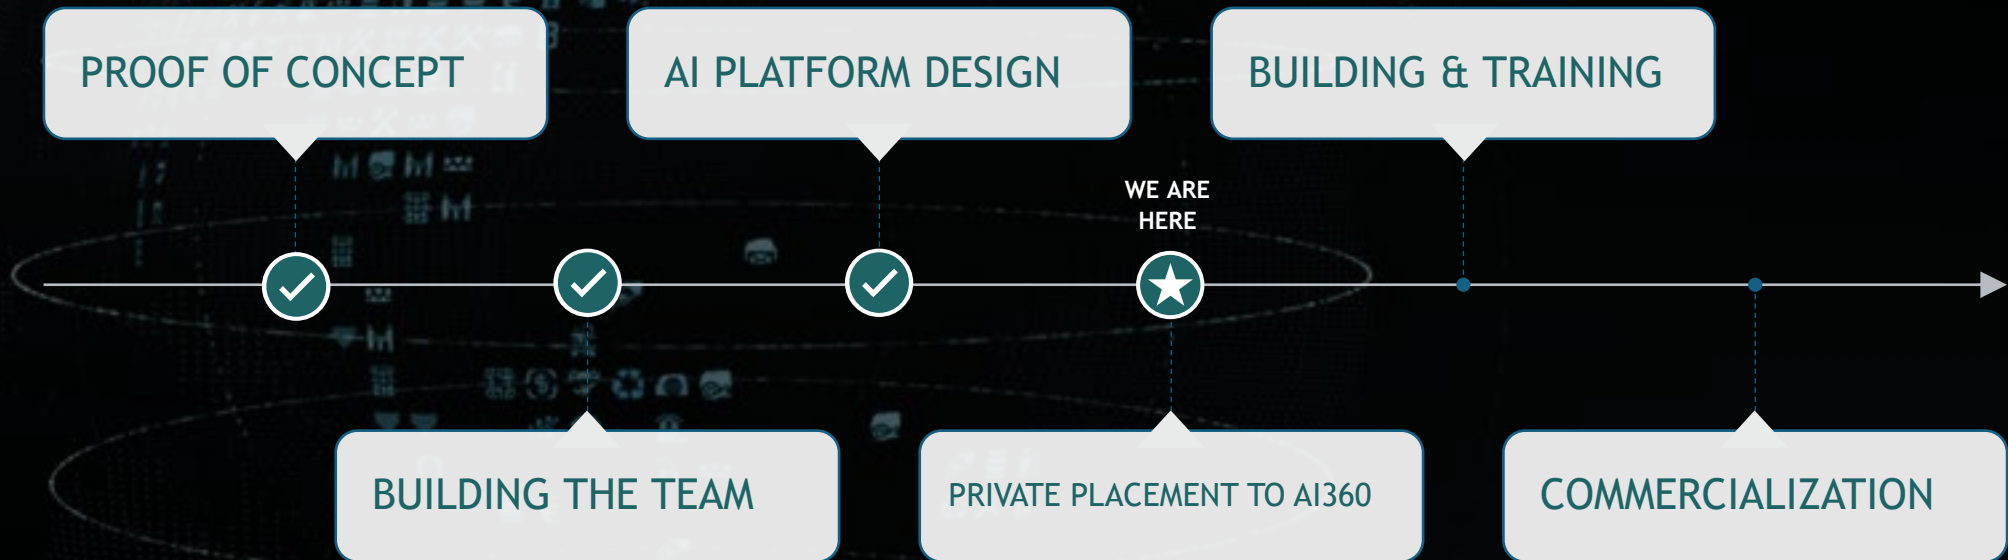 PROOF OF CONCEPT
AI PLATFORM DESIGN
BUILDING & TRAINING
WE ARE
HERE
BUILDING THE TEAM
PRIVATE PLACEMENT TO AI360
COMMERCIALIZATION